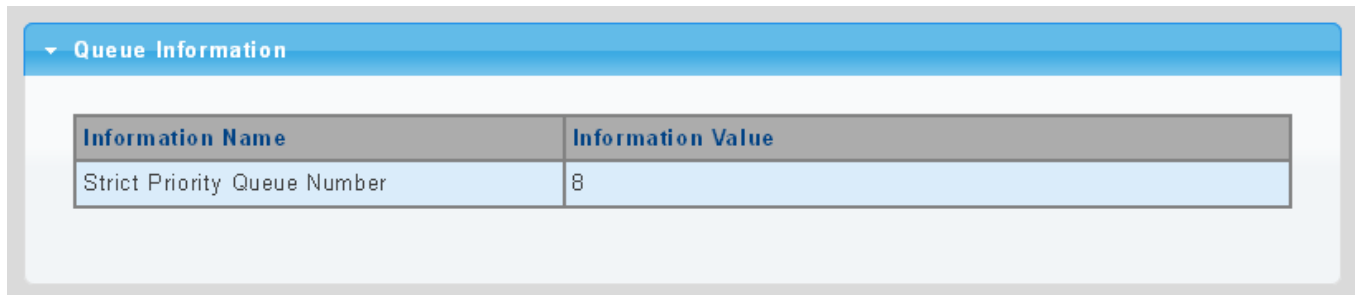 Queue Information
Information Name Information Value
Strict Priority Queue Number 8